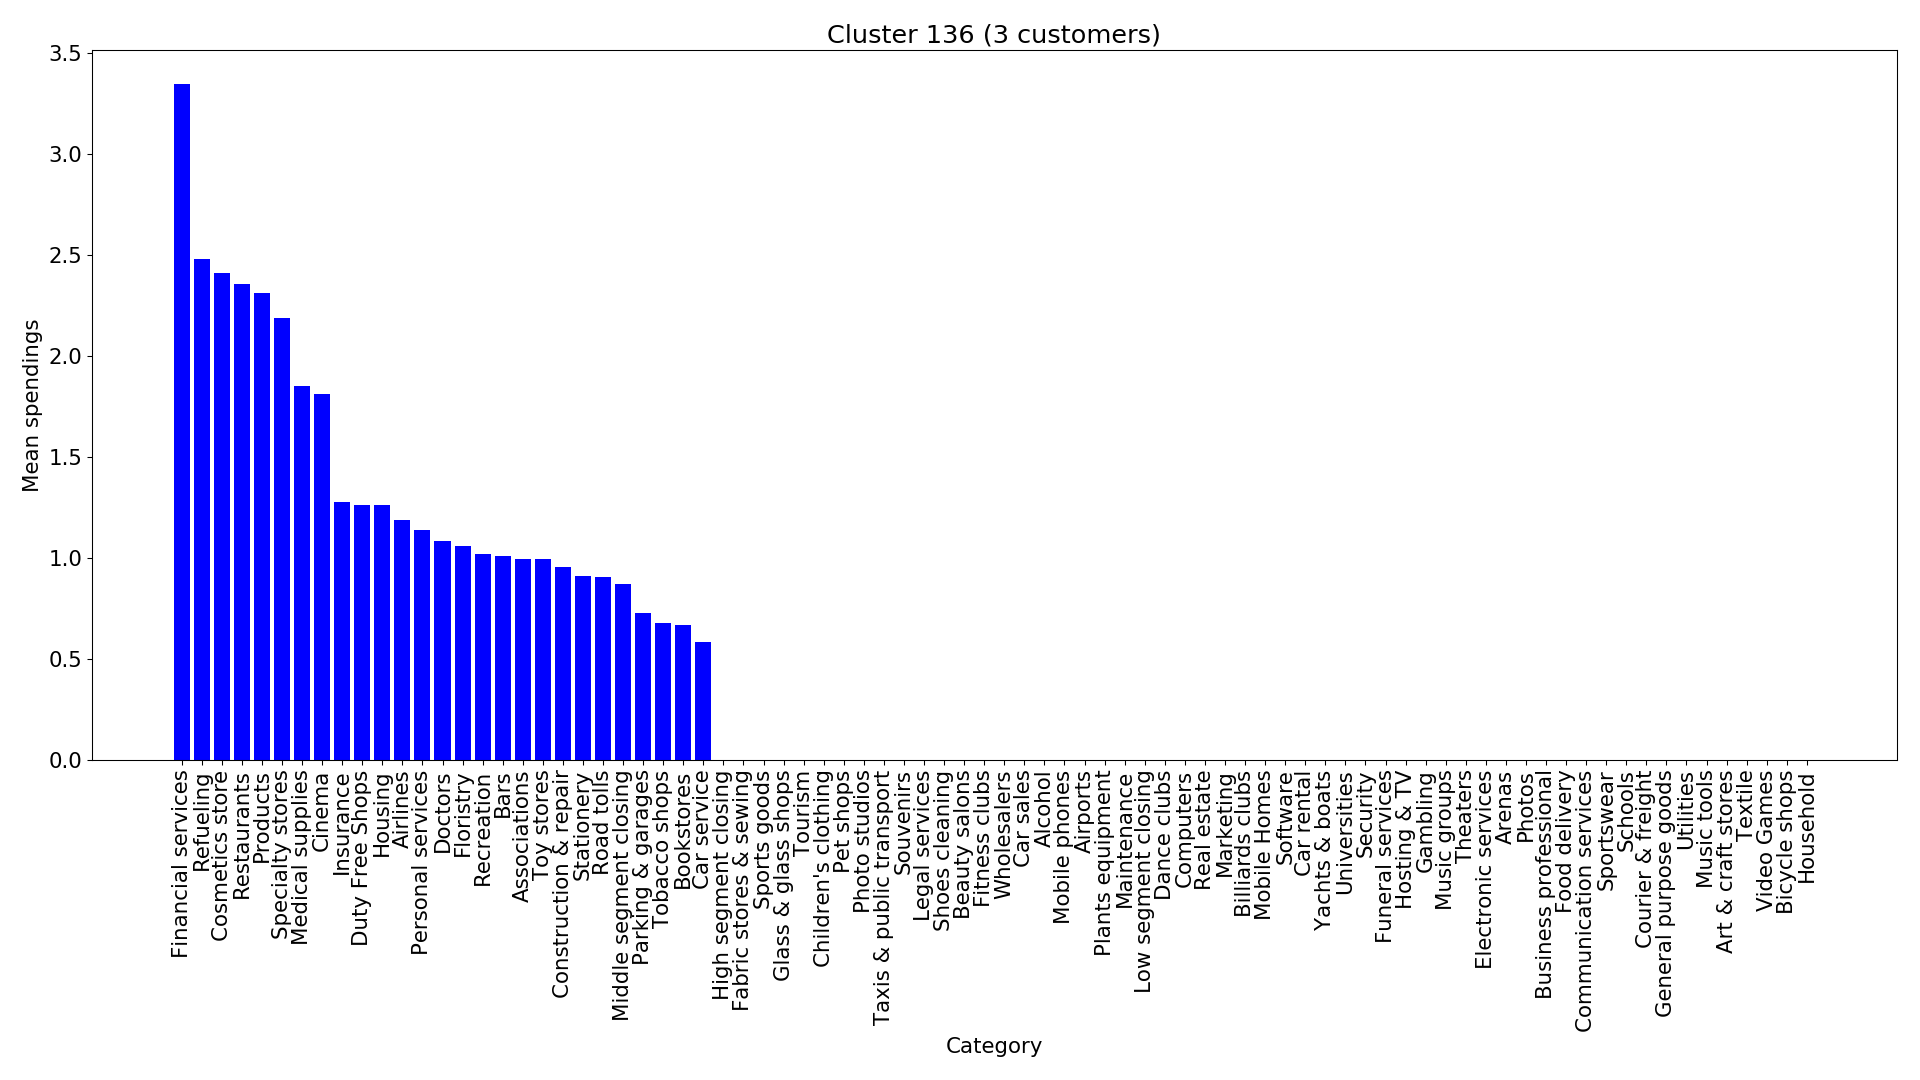 Cluster 136 (3 customers)
3.5
3.0
2.5
2.0
1.5
1.0
0.5
0.0
Mean spendings
Financial services
Refueling
Cosmetics store
Restaurants
Products
Specialty stores
Medical supplies
Cinema
Insurance
Duty Free Shops
Housing
Airlines
Personal services
Doctors
Floristry
Recreation
Bars
Associations
Toy stores
Construction & repair
Stationery
Road tolls
Middle segment closing
Parking & garages
Tobacco shops
Bookstores
Car service
High segment closing
Fabric stores & sewing
Sports goods
Glass & glass shops
Tourism
Children's clothing
Pet shops
Photo studios
Taxis & public transport
Souvenirs
Legal services
Shoes cleaning
Beauty salons
Fitness clubs
Wholesalers
Car sales
Alcohol
Mobile phones
Airports
Plants equipment
Maintenance
Low segment closing
Dance clubs
Computers
Real estate
Marketing
Billiards clubs
Mobile Homes
Software
Car rental
Yachts & boats
Universities
Security
Funeral services
Hosting & TV
Gambling
Music groups
Theaters
Electronic services
Arenas
Photos
Business professional
Food delivery
Communication services
Sportswear
Schools
Courier & freight
General purpose goods
Utilities
Music tools
Art & craft stores
Textile
Video Games
Bicycle shops
Household
Category